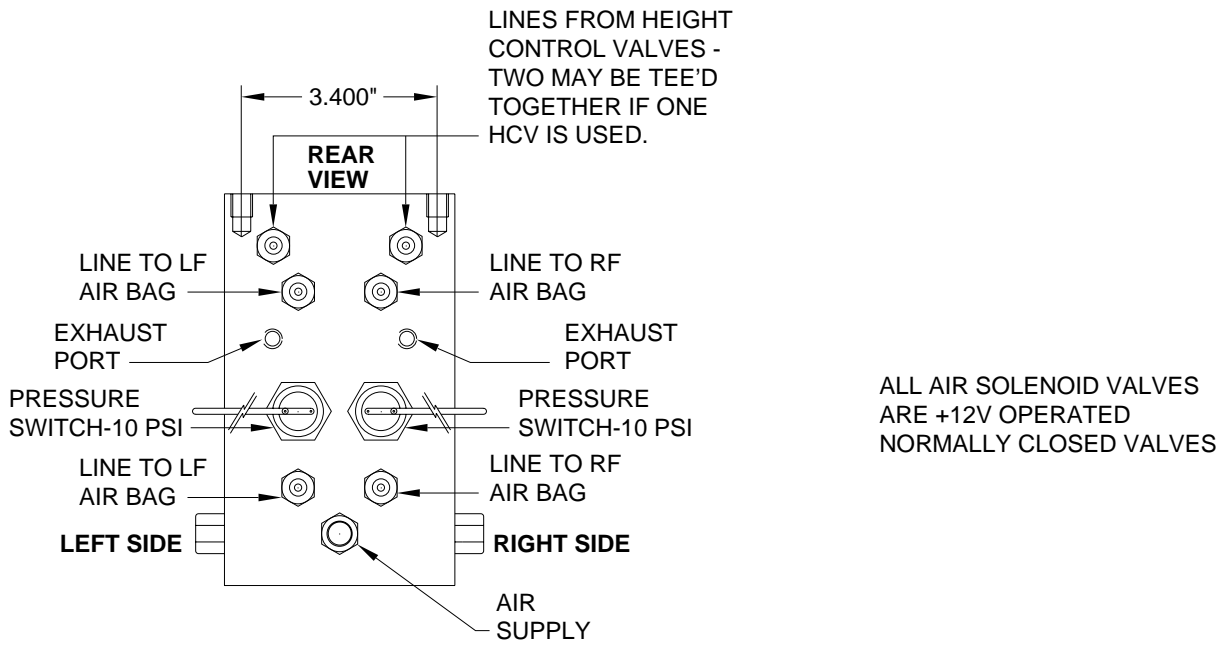 LINES FROM HEIGHT
CONTROL VALVES -
TWO MAY BE TEE'D
TOGETHER IF ONE
HCV IS USED.
3.400"
REAR
VIEW
LINE TO LF
AIR BAG
LINE TO RF
AIR BAG
EXHAUST
PORT
EXHAUST
PORT
PRESSURE
SWITCH-10 PSI
PRESSURE
SWITCH-10 PSI
ALL AIR SOLENOID VALVES
ARE +12V OPERATED
NORMALLY CLOSED VALVES
LINE TO LF
AIR BAG
LINE TO RF
AIR BAG
LEFT SIDE
RIGHT SIDE
AIR
SUPPLY